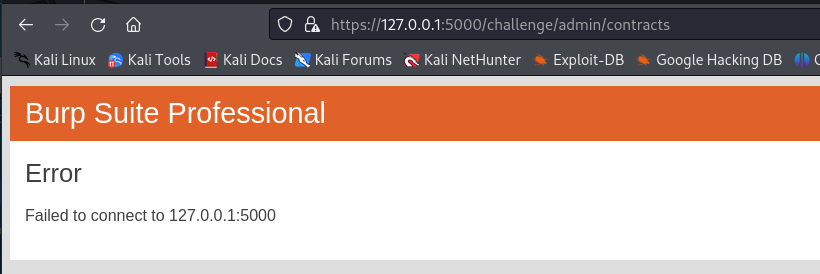 https://127.0.0.1:5000/challenge/admin/contracts
Kali Linux Kali Tools Kali Docs Kali Forums Kali NetHunter Exploit-DB Google Hacking DB
Burp Suite Professional
Error
Failed to connect to 127.0.0.1:5000